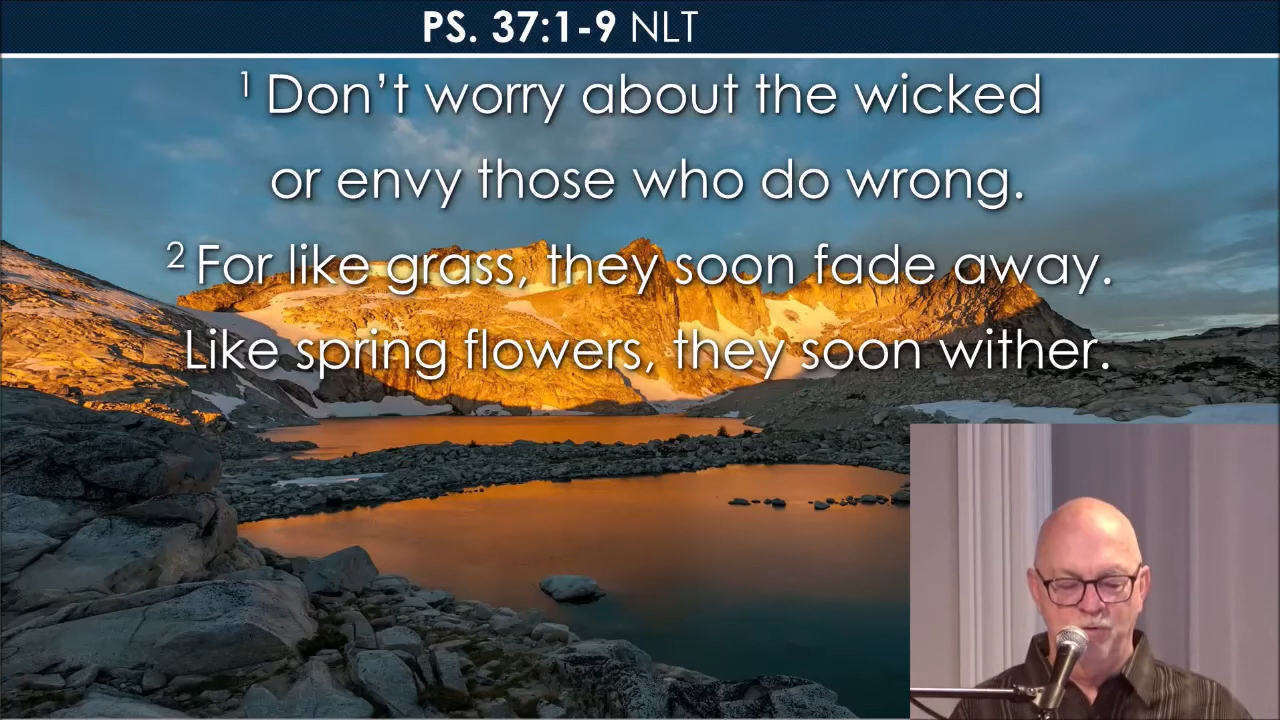 PS. 37:1-9 NLT
1 Don’t worry about the wicked
or envy those who do wrong.
2 For like grass, they soon fade away.
Like spring flowers, they soon wither.